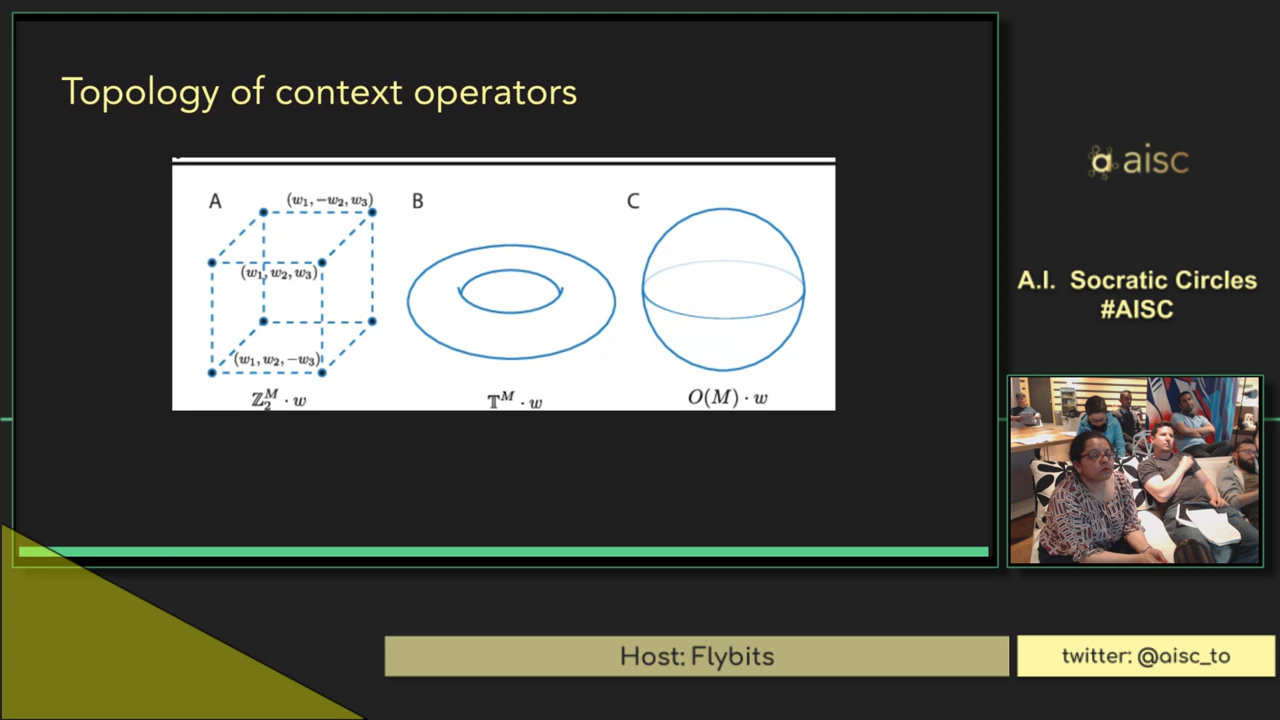 Topology of context operators
A
(w₁, −w₂, w₃)
(w₁, w₂, w₃)
(w₁, w₂, −w₃)
ℤ₂ᴹ · w
B
𝕋ᴹ · w
C
O(M) · w
aisc
A.I. Socratic Circles
#AISC
Host: Flybits
twitter: @aisc_to